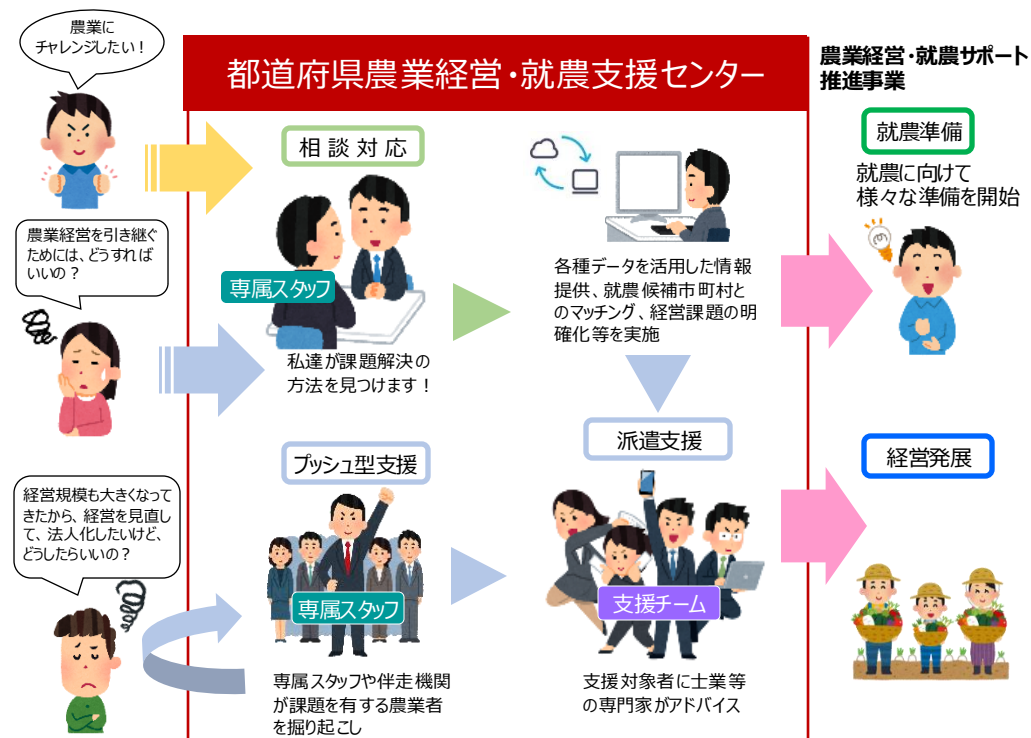 農業に
チャレンジしたい！
都道府県農業経営・就農支援センター
農業経営・就農サポート
推進事業
相談対応
専属スタッフ
私達が課題解決の
方法を見つけます！
各種データを活用した情報
提供、就農候補市町村と
のマッチング、経営課題の明
確化等を実施
就農準備
就農に向けて
様々な準備を開始
農業経営を引き継ぐ
ためには、どうすれば
いいの？
プッシュ型支援
専属スタッフ
専属スタッフや伴走機関
が課題を有する農業者
を掘り起こし
派遣支援
支援チーム
支援対象者に士業等
の専門家がアドバイス
経営発展
経営規模も大きくなって
きたから、経営を見直し
て、法人化したいけど、
どうしたらいいの？